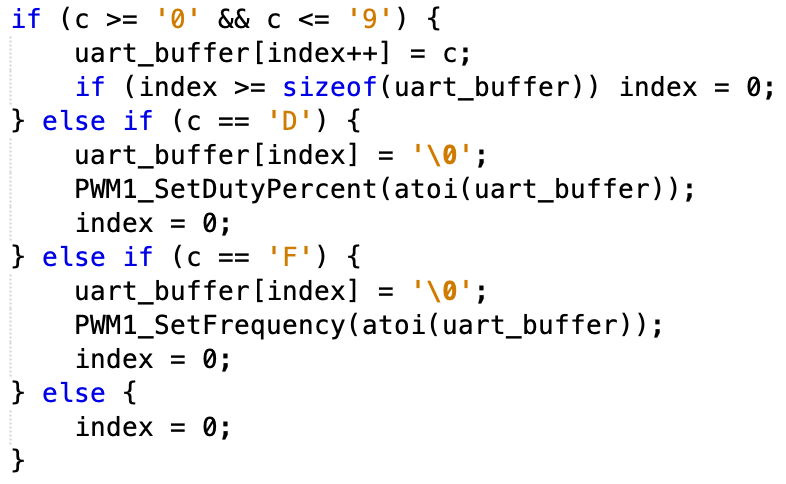 if (c >= '0' && c <= '9') {
    uart_buffer[index++] = c;
    if (index >= sizeof(uart_buffer)) index = 0;
} else if (c == 'D') {
    uart_buffer[index] = '\0';
    PWM1_SetDutyPercent(atoi(uart_buffer));
    index = 0;
} else if (c == 'F') {
    uart_buffer[index] = '\0';
    PWM1_SetFrequency(atoi(uart_buffer));
    index = 0;
} else {
    index = 0;
}